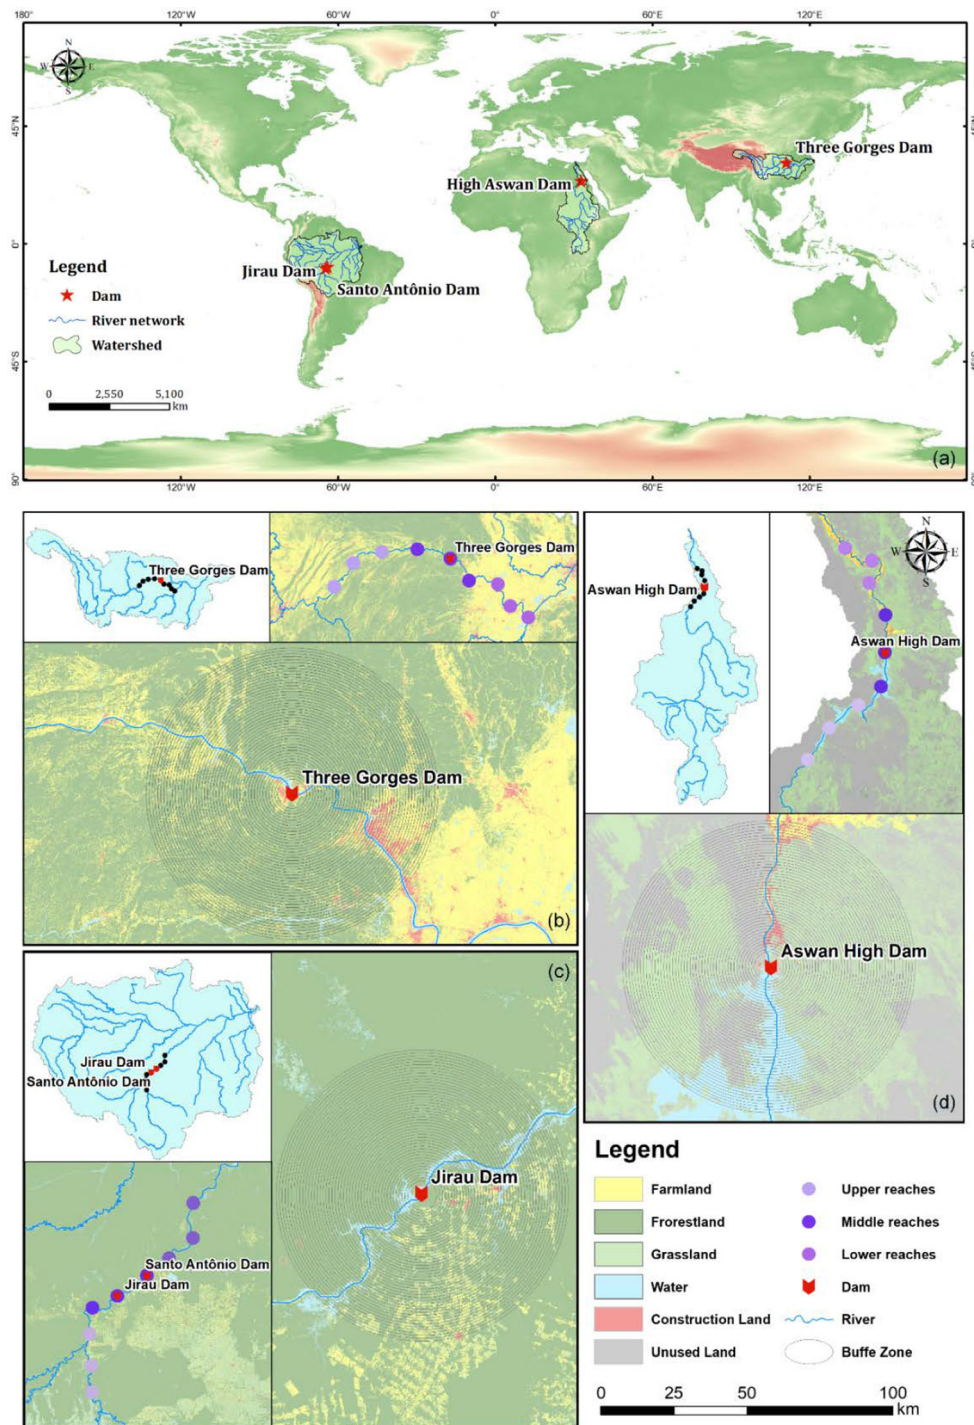 180° 120°W 60°W 0° 60°E 120°E
N
W E
S
45°N 45°N
Three Gorges Dam
High Aswan Dam
0° 0°
Jirau Dam
Santo Antônio Dam
Legend
Dam
River network
Watershed
45°S 45°S
0 2,550 5,100
km
(a)
90° 90°
120°W 60°W 0° 60°E 120°E
Three Gorges Dam
Three Gorges Dam
Three Gorges Dam
(b)
Aswan High Dam
N
W E
S
Aswan High Dam
Aswan High Dam
(d)
(c)
Jirau Dam
Santo Antônio Dam
Jirau Dam
Santo Antônio Dam
Jirau Dam
Legend
Farmland
Frorestland
Grassland
Water
Construction Land
Unused Land
Upper reaches
Middle reaches
Lower reaches
Dam
River
Buffe Zone
0 25 50 100
km